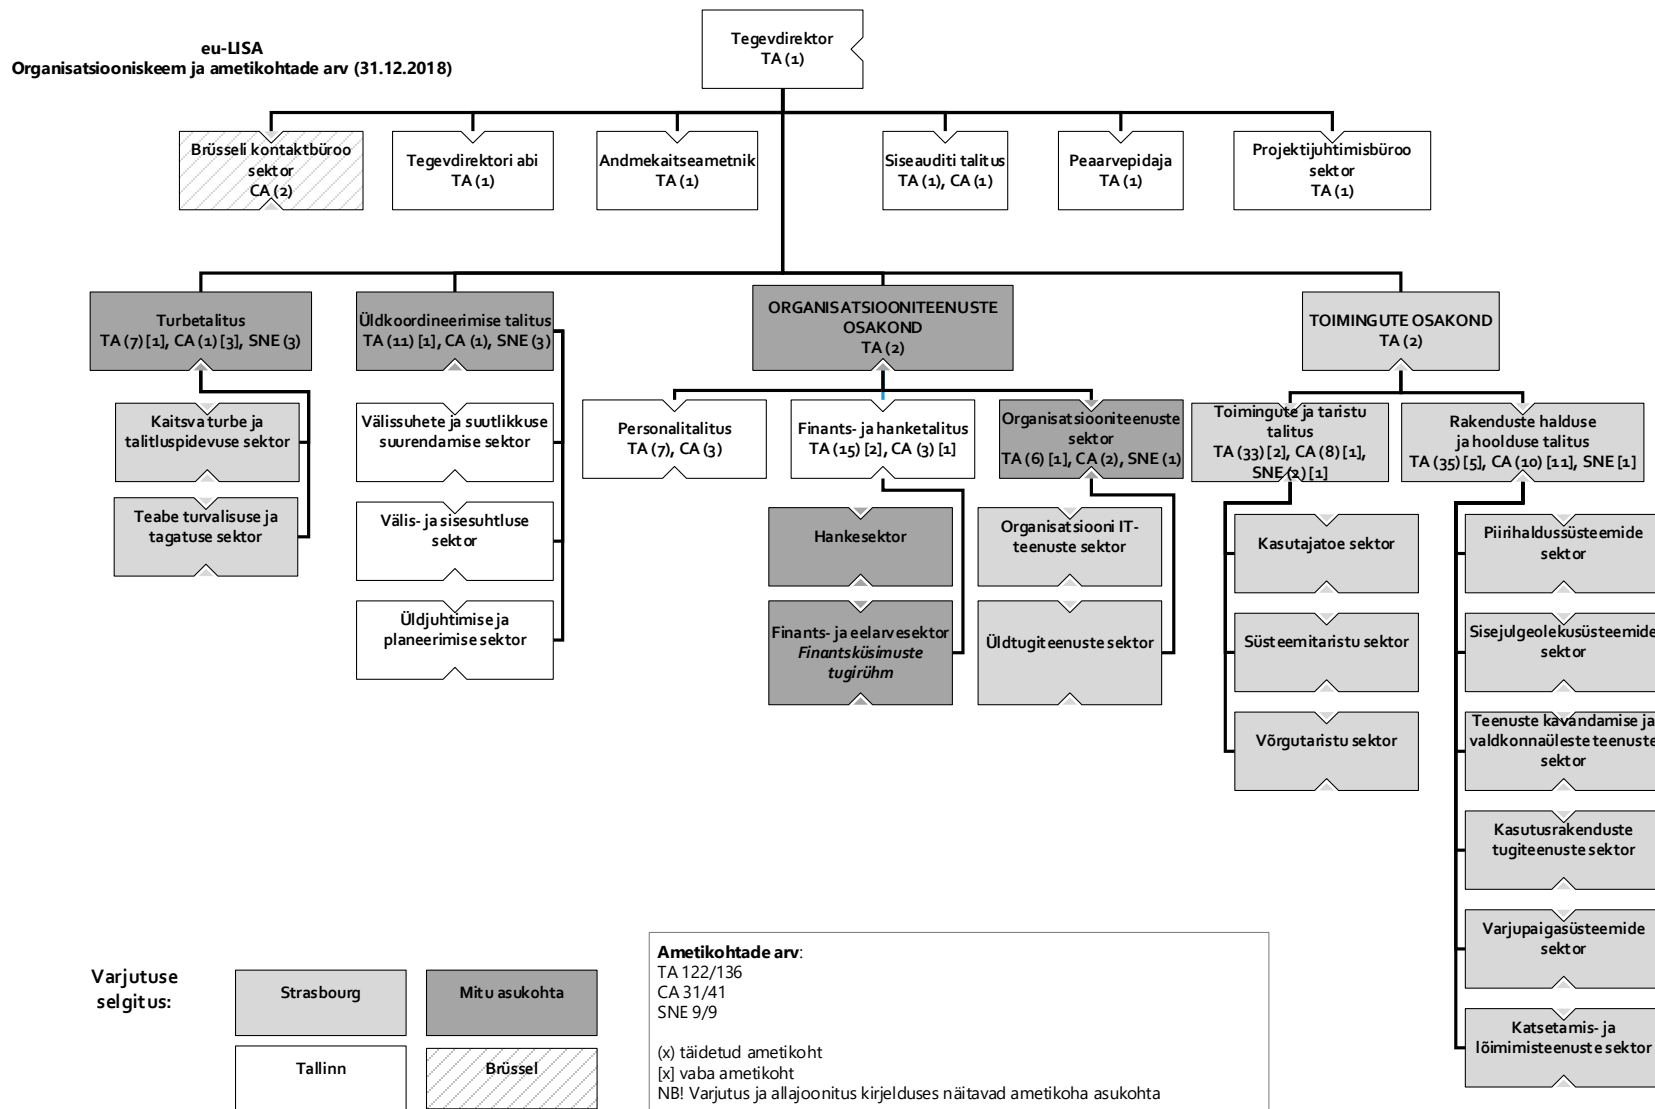 eu-LISA
Organisatsiooniskeem ja ametikohtade arv (31.12.2018)
Tegevdirektor
TA (1)
Brüsseli kontaktbüroo
sektor
CA (2)
Tegevdirektori abi
TA (1)
Andmekaitseametnik
TA (1)
Siseauditi talitus
TA (1), CA (1)
Peaarvepidaja
TA (1)
Projektijuhtimisbüroo
sektor
TA (1)
Turbetalitus
TA (7) [1], CA (1) [3], SNE (3)
Üldkoordineerimise talitus
TA (11) [1], CA (1), SNE (3)
ORGANISATSIOONITEENUSTE
OSAKOND
TA (2)
TOIMINGUTE OSAKOND
TA (2)
Kaitsva turbe ja
talitluspidevuse sektor
Teabe turvalisuse ja
tagatuse sektor
Välissuhete ja suutlikkuse
suurendamise sektor
Välis- ja sisesuhtluse
sektor
Üldjuhtimise ja
planeerimise sektor
Personalitalitus
TA (7), CA (3)
Finants- ja hanketalitus
TA (15) [2], CA (3) [1]
Organisatsiooniteenuste
sektor
TA (6) [1], CA (2), SNE (1)
Hankesektor
Finants- ja eelarvesektor
Finantsküsimuste
tugirühm
Organisatsiooni IT-
teenuste sektor
Üldtugiteenuste sektor
Toimingute ja taristu
talitus
TA (33) [2], CA (8) [1],
SNE (2) [1]
Rakenduste halduse
ja hoolduse talitus
TA (35) [5], CA (10) [11], SNE [1]
Kasutajatoe sektor
Süsteemitaristu sektor
Võrgutaristu sektor
Piirihaldussüsteemide
sektor
Sisejulgeolekusüsteemide
sektor
Teenuste kavandamise ja
valdkonnaüleste teenuste
sektor
Kasutusrakenduste
tugiteenuste sektor
Varjupaigasüsteemide
sektor
Katsetamis- ja
lõimimisteenuste sektor
Varjutuse
selgitus:
Strasbourg
Mitu asukohta
Tallinn
Brüssel
Ametikohtade arv:
TA 122/136
CA 31/41
SNE 9/9
(x) täidetud ametikoht
[x] vaba ametikoht
NB! Varjutus ja allajoonitus kirjelduses näitavad ametikoha asukohta